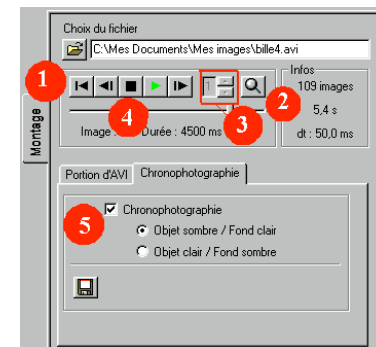 Choix du fichier
C:\Mes Documents\Mes images\bille4.avi
1
1
2
3
4
Infos
109 images
5,4 s
dt : 50,0 ms
Image :
Durée : 4500 ms
Montage
Portion d'AVI
Chronophotographie
5
Chronophotographie
Objet sombre / Fond clair
Objet clair / Fond sombre